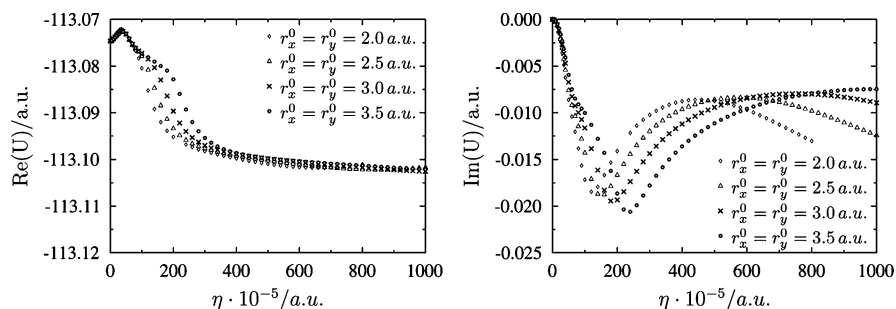 -113.07
-113.08
-113.09
-113.10
-113.11
-113.12
0
200
400
600
800
1000
Re(U)/a.u.
η · 10⁻⁵/a.u.
r⁰ₓ = r⁰ᵧ = 2.0 a.u.
r⁰ₓ = r⁰ᵧ = 2.5 a.u.
r⁰ₓ = r⁰ᵧ = 3.0 a.u.
r⁰ₓ = r⁰ᵧ = 3.5 a.u.
0.000
-0.005
-0.010
-0.015
-0.020
-0.025
0
200
400
600
800
1000
Im(U)/a.u.
η · 10⁻⁵/a.u.
r⁰ₓ = r⁰ᵧ = 2.0 a.u.
r⁰ₓ = r⁰ᵧ = 2.5 a.u.
r⁰ₓ = r⁰ᵧ = 3.0 a.u.
r⁰ₓ = r⁰ᵧ = 3.5 a.u.